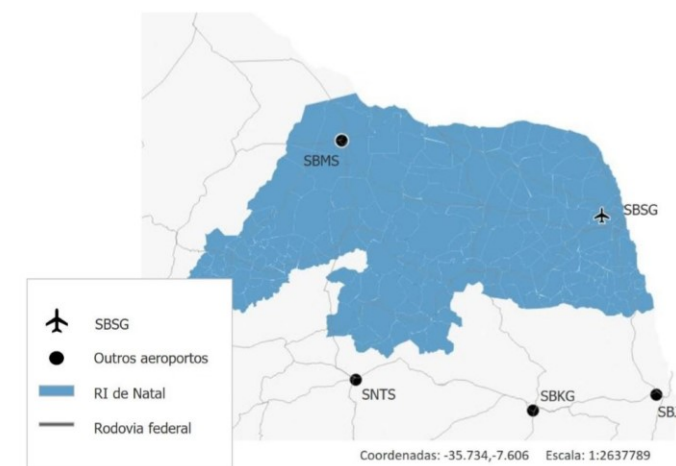 SBMS
SBSG
SBSG
Outros aeroportos
RI de Natal
Rodovia federal
SNTS
SBKG
Coordenadas: -35.734,-7.606 Escala: 1:2637789